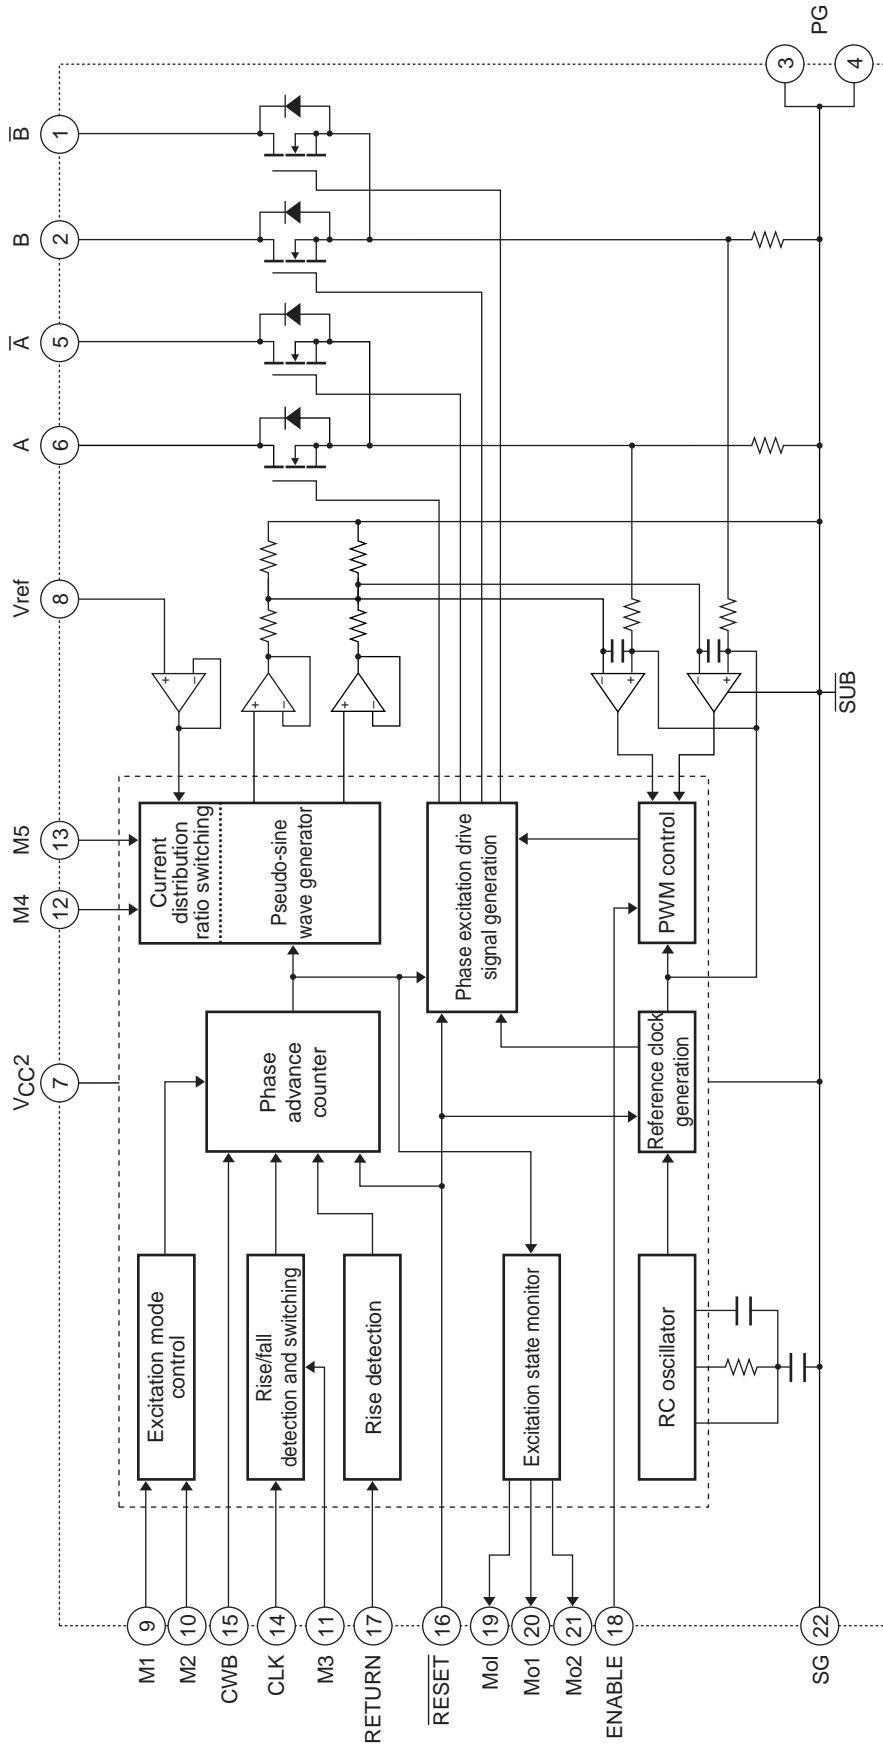 M1
9
M2
10
CWB
15
CLK
14
M3
11
RETURN
17
RESET
16
MoI
19
Mo1
20
Mo2
21
ENABLE
18
SG
22
Excitation mode
control
Rise/fall
detection and switching
Rise detection
Excitation state monitor
RC oscillator
VCC2
7
Phase
advance
counter
Reference clock
generation
M4
12
M5
13
Current
distribution
ratio switching
Pseudo-sine
wave generator
Phase excitation drive
signal generation
PWM control
Vref
8
+
−
+
−
+
−
−
+
−
+
SUB
A
6
A
5
B
2
B
1
3
4
PG